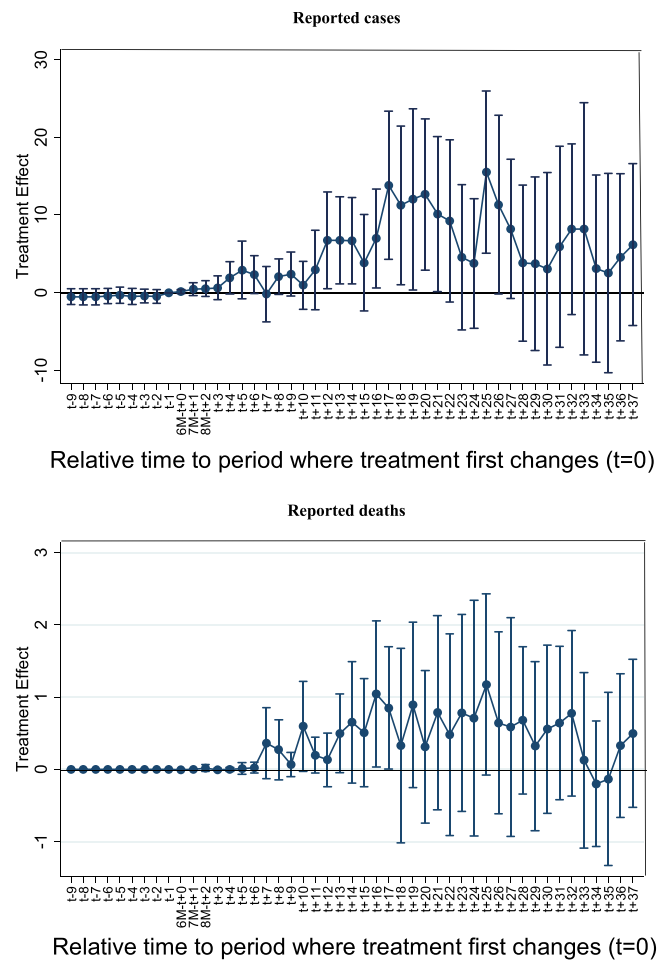 Reported cases
30
20
10
0
-10
Treatment Effect
t-9 t-8 t-7 t-6 t-5 t-4 t-3 t-2 t-1 6M-t+0 7M-t+1 8M-t+2 t+3 t+4 t+5 t+6 t+7 t+8 t+9 t+10 t+11 t+12 t+13 t+14 t+15 t+16 t+17 t+18 t+19 t+20 t+21 t+22 t+23 t+24 t+25 t+26 t+27 t+28 t+29 t+30 t+31 t+32 t+33 t+34 t+35 t+36 t+37
Relative time to period where treatment first changes (t=0)
Reported deaths
3
2
1
0
-1
Treatment Effect
t-9 t-8 t-7 t-6 t-5 t-4 t-3 t-2 t-1 6M-t+0 7M-t+1 8M-t+2 t+3 t+4 t+5 t+6 t+7 t+8 t+9 t+10 t+11 t+12 t+13 t+14 t+15 t+16 t+17 t+18 t+19 t+20 t+21 t+22 t+23 t+24 t+25 t+26 t+27 t+28 t+29 t+30 t+31 t+32 t+33 t+34 t+35 t+36 t+37
Relative time to period where treatment first changes (t=0)